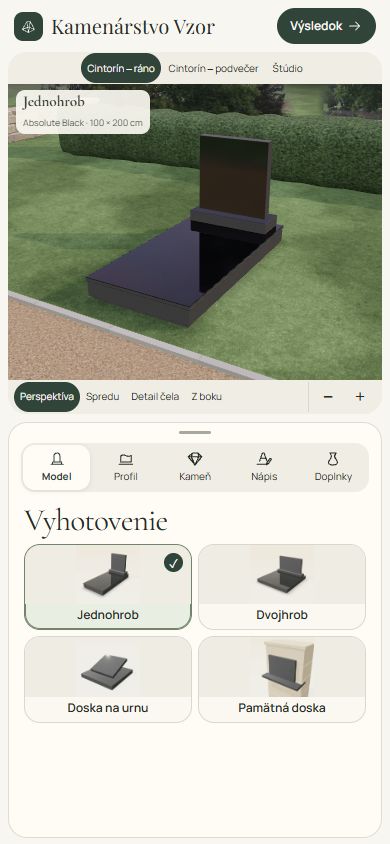 Kamenárstvo Vzor
Výsledok →
Cintorín – ráno
Cintorín – podvečer
Štúdio
Jednohrob
Absolute Black · 100 × 200 cm
Perspektíva
Spredu
Detail čela
Z boku
− +
Model
Profil
Kameň
Nápis
Doplnky
Vyhotovenie
Jednohrob
Dvojhrob
Doska na urnu
Pamätná doska